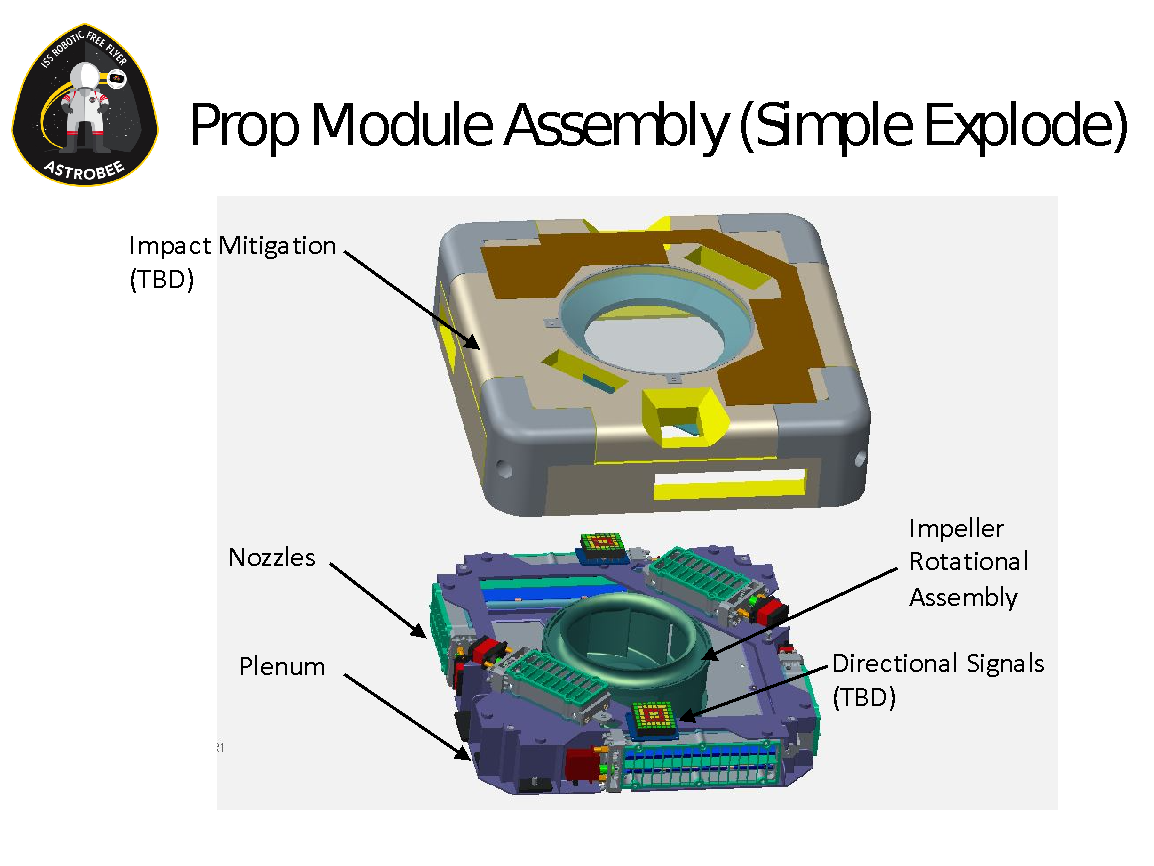 ISS ROBOTIC FREE FLYER
ASTROBEE
Prop Module Assembly (Simple Explode)
Impact Mitigation
(TBD)
Nozzles
Plenum
Impeller
Rotational
Assembly
Directional Signals
(TBD)
R1